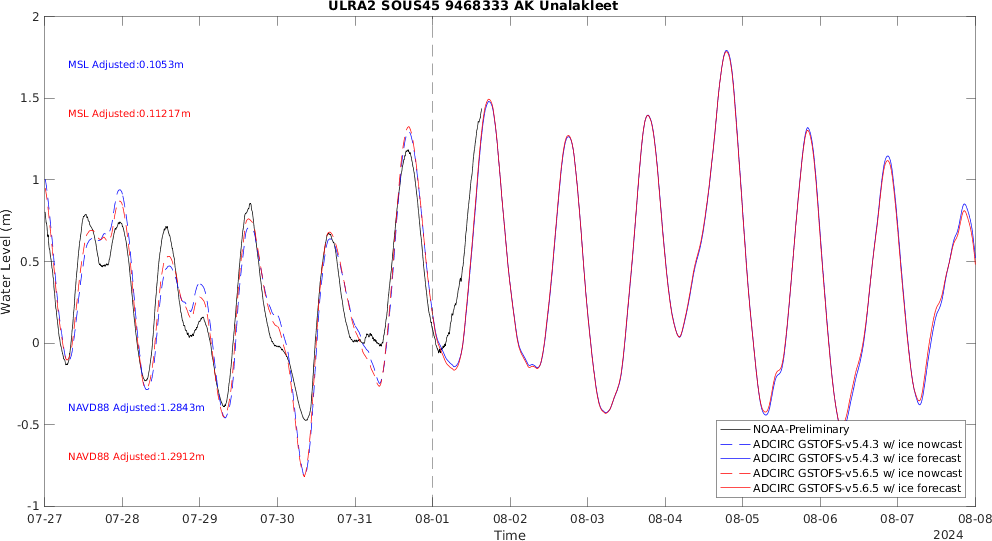 ULRA2 SOUS45 9468333 AK Unalakleet
2
1.5
1
0.5
0
-0.5
-1
Water Level (m)
MSL Adjusted:0.1053m
MSL Adjusted:0.11217m
NAVD88 Adjusted:1.2843m
NAVD88 Adjusted:1.2912m
NOAA-Preliminary
ADCIRC GSTOFS-v5.4.3 w/ ice nowcast
ADCIRC GSTOFS-v5.4.3 w/ ice forecast
ADCIRC GSTOFS-v5.6.5 w/ ice nowcast
ADCIRC GSTOFS-v5.6.5 w/ ice forecast
07-27 07-28 07-29 07-30 07-31 08-01 08-02 08-03 08-04 08-05 08-06 08-07 08-08
Time
2024